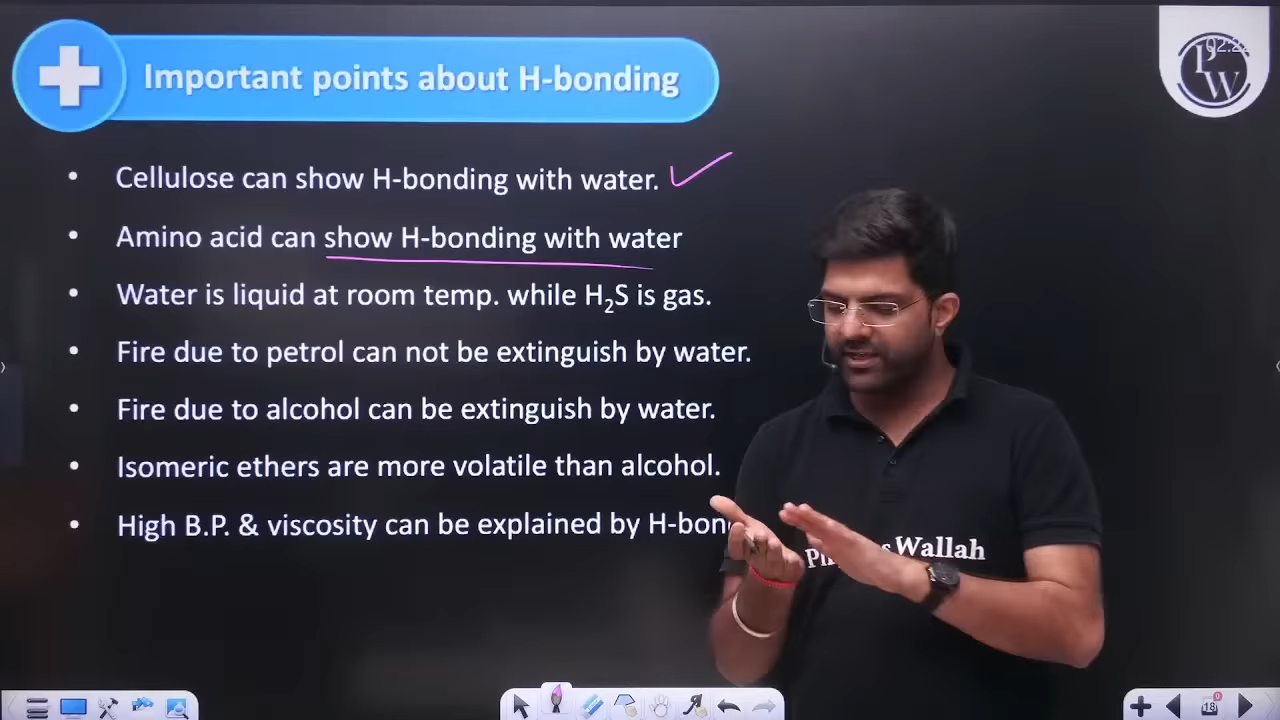 Important points about H-bonding
PW
• Cellulose can show H-bonding with water.
• Amino acid can show H-bonding with water
• Water is liquid at room temp. while H₂S is gas.
• Fire due to petrol can not be extinguish by water.
• Fire due to alcohol can be extinguish by water.
• Isomeric ethers are more volatile than alcohol.
• High B.P. & viscosity can be explained by
Wallah
18